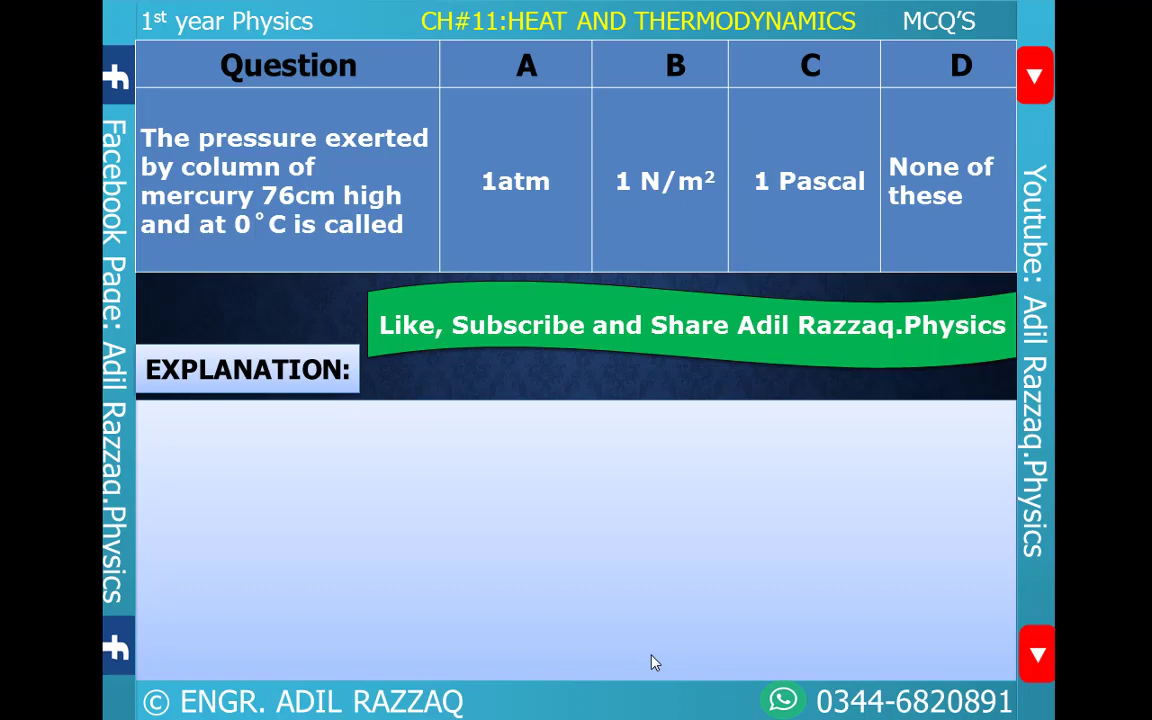 1st year Physics CH#11:HEAT AND THERMODYNAMICS MCQ’S
Question A B C D
The pressure exerted
by column of
mercury 76cm high
and at 0°C is called
1atm
1 N/m²
1 Pascal
None of
these
Like, Subscribe and Share Adil Razzaq.Physics
EXPLANATION:
Facebook Page: Adil Razzaq.Physics
Youtube: Adil Razzaq.Physics
© ENGR. ADIL RAZZAQ 0344-6820891